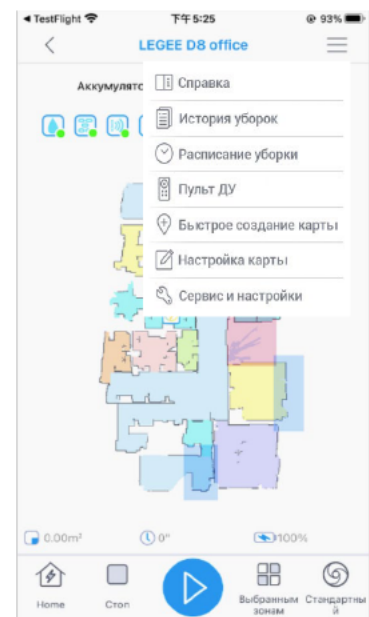 TestFlight 下午5:25 93%
LEGEE D8 office
Аккумулято
Справка
История уборок
Расписание уборки
Пульт ДУ
Быстрое создание карты
Настройка карты
Сервис и настройки
0.00m² 0" 100%
Home Стоп Выбранным зонам Стандартны
й